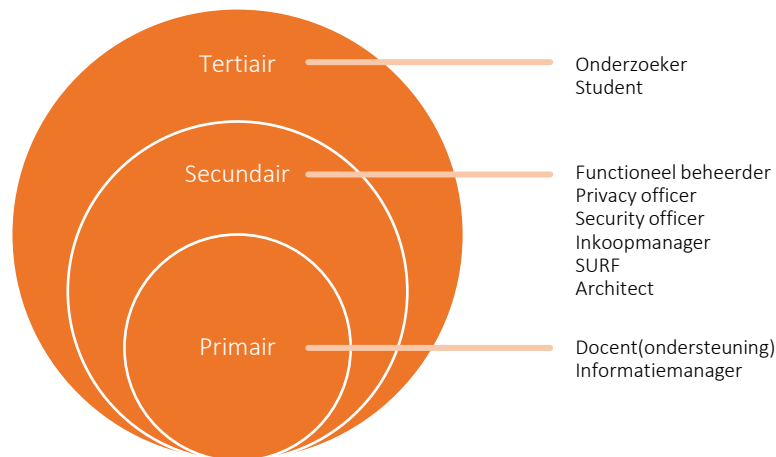 Tertiair
Onderzoeker
Student
Secundair
Functioneel beheerder
Privacy officer
Security officer
Inkoopmanager
SURF
Architect
Primair
Docent(ondersteuning)
Informatiemanager